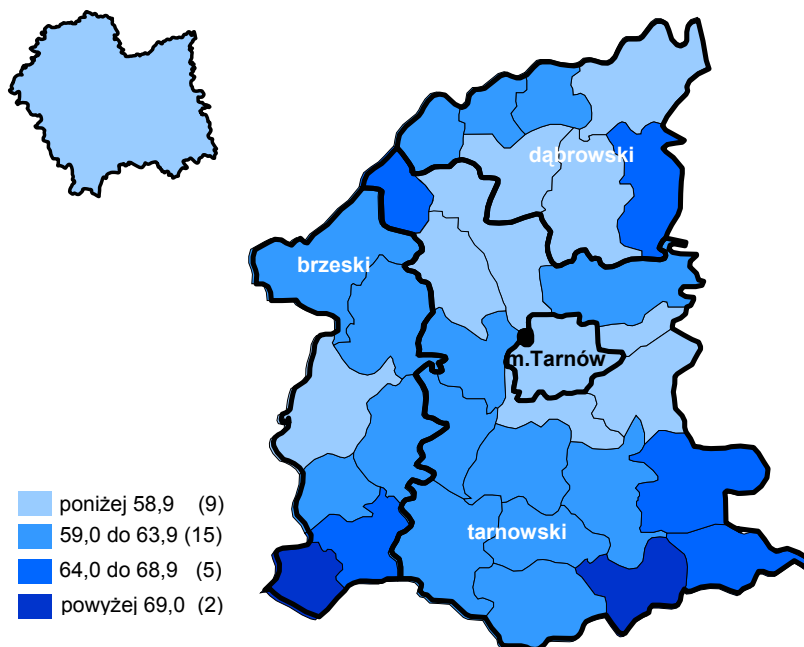 dąbrowski
brzeski
m.Tarnów
tarnowski
poniżej 58,9 (9)
59,0 do 63,9 (15)
64,0 do 68,9 (5)
powyżej 69,0 (2)